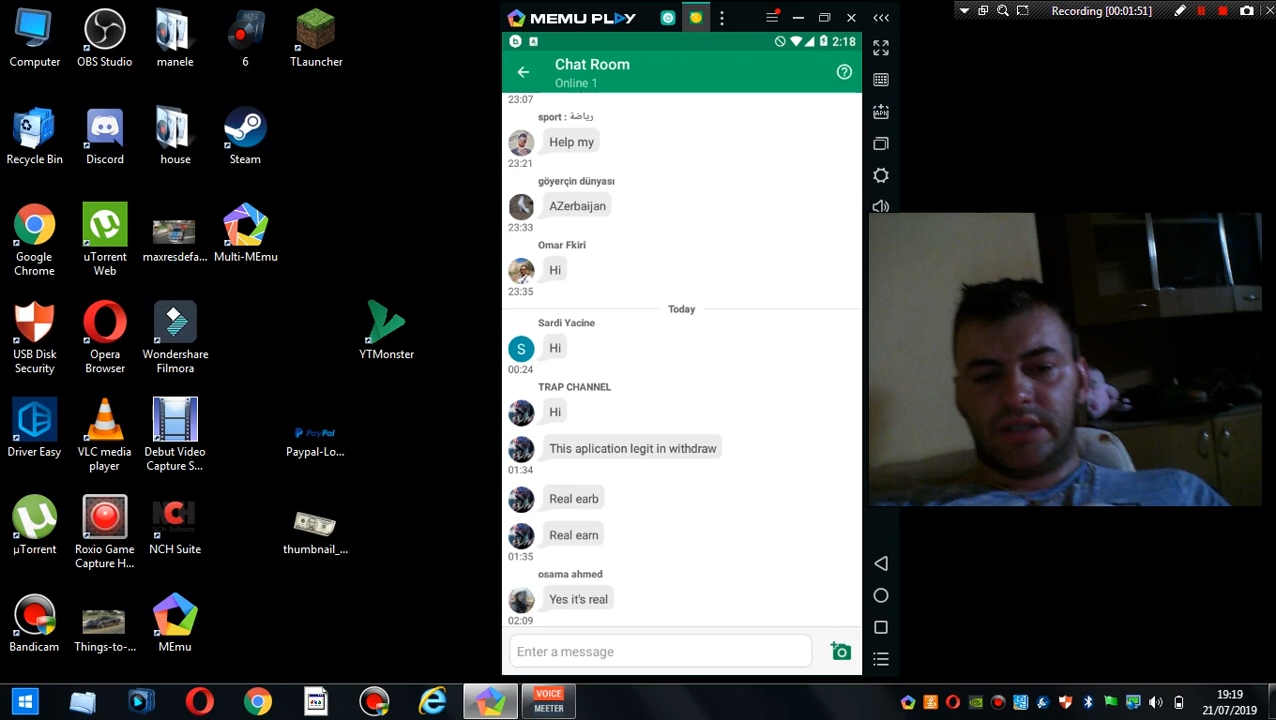 Computer
OBS Studio
manele
6
TLauncher
Recycle Bin
Discord
house
Steam
Google
Chrome
uTorrent
Web
maxresdefa...
Multi-MEmu
USB Disk
Security
Opera
Browser
Wondershare
Filmora
YTMonster
VLC media
player
Debut Video
Capture S...
PayPal
Paypal-Lo...
µTorrent
Roxio Game
Capture H...
NCH Software
NCH
NCH Suite
thumbnail_...
Bandicam
Things-to-...
MEmu
MEMU PLAY
2:18
Chat Room
Online 1
23:07
sport : رياضة
Help my
23:21
göyerçin dünyası
AZerbaijan
23:33
Omar Fkiri
Hi
23:35
Today
Sardi Yacine
S
Hi
00:24
TRAP CHANNEL
Hi
This aplication legit in withdraw
01:34
Real earb
Real earn
01:35
osama ahmed
Yes it's real
02:09
Enter a message
APK
Recording [00:01:51]
VOICE
MEETER
19:19
21/07/2019